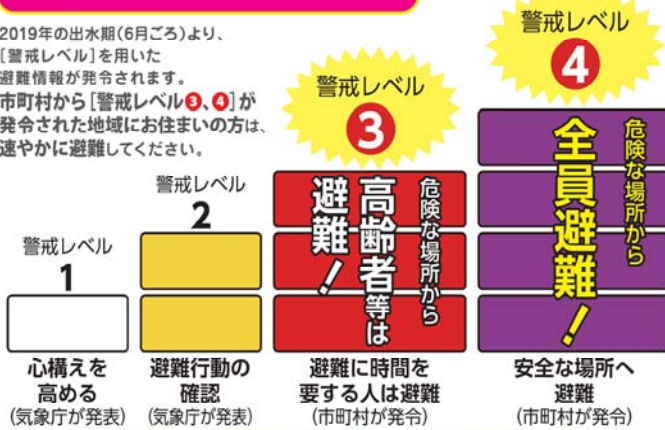 2019年の出水期(6月ごろ)より、
[警戒レベル]を用いた
避難情報が発令されます。
市町村から[警戒レベル❸、❹]が
発令された地域にお住まいの方は、
速やかに避難してください。
警戒レベル
1
心構えを
高める
(気象庁が発表)
警戒レベル
2
避難行動の
確認
(気象庁が発表)
警戒レベル
3
危険な場所から
高齢者等は
避難!
避難に時間を
要する人は避難
(市町村が発令)
警戒レベル
4
危険な場所から
全員避難!
安全な場所へ
避難
(市町村が発令)